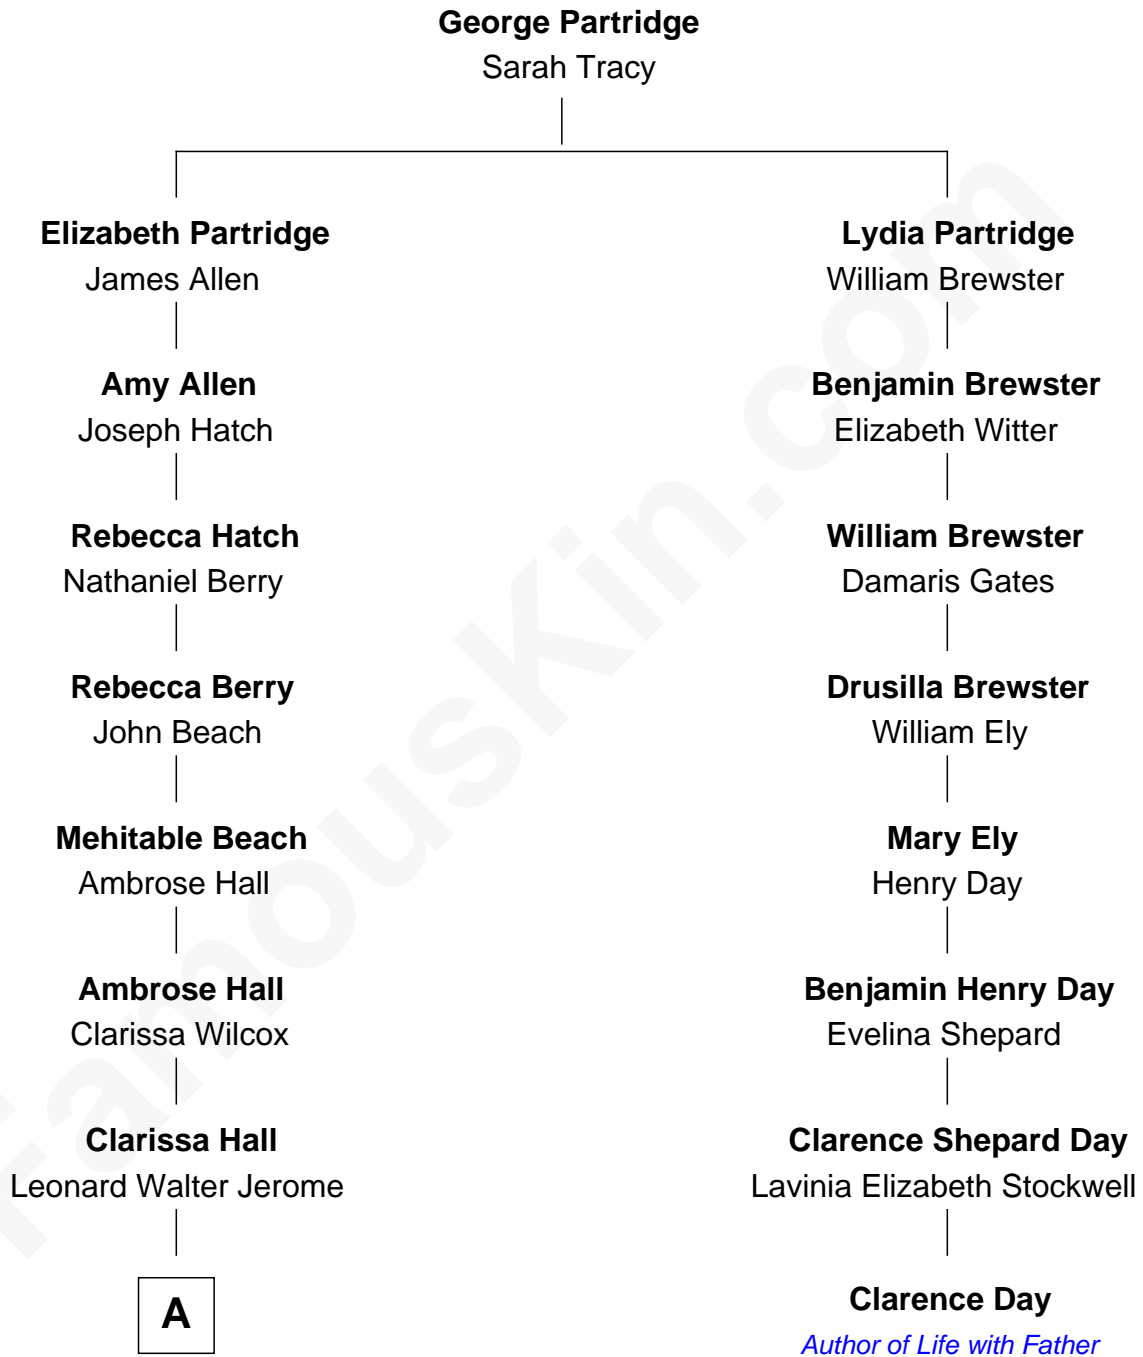 George Partridge
Sarah Tracy
Elizabeth Partridge
James Allen
Amy Allen
Joseph Hatch
Rebecca Hatch
Nathaniel Berry
Rebecca Berry
John Beach
Mehitable Beach
Ambrose Hall
Ambrose Hall
Clarissa Wilcox
Clarissa Hall
Leonard Walter Jerome
A
Lydia Partridge
William Brewster
Benjamin Brewster
Elizabeth Witter
William Brewster
Damaris Gates
Drusilla Brewster
William Ely
Mary Ely
Henry Day
Benjamin Henry Day
Evelina Shepard
Clarence Shepard Day
Lavinia Elizabeth Stockwell
Clarence Day
Author of Life with Father
FamousKin.com